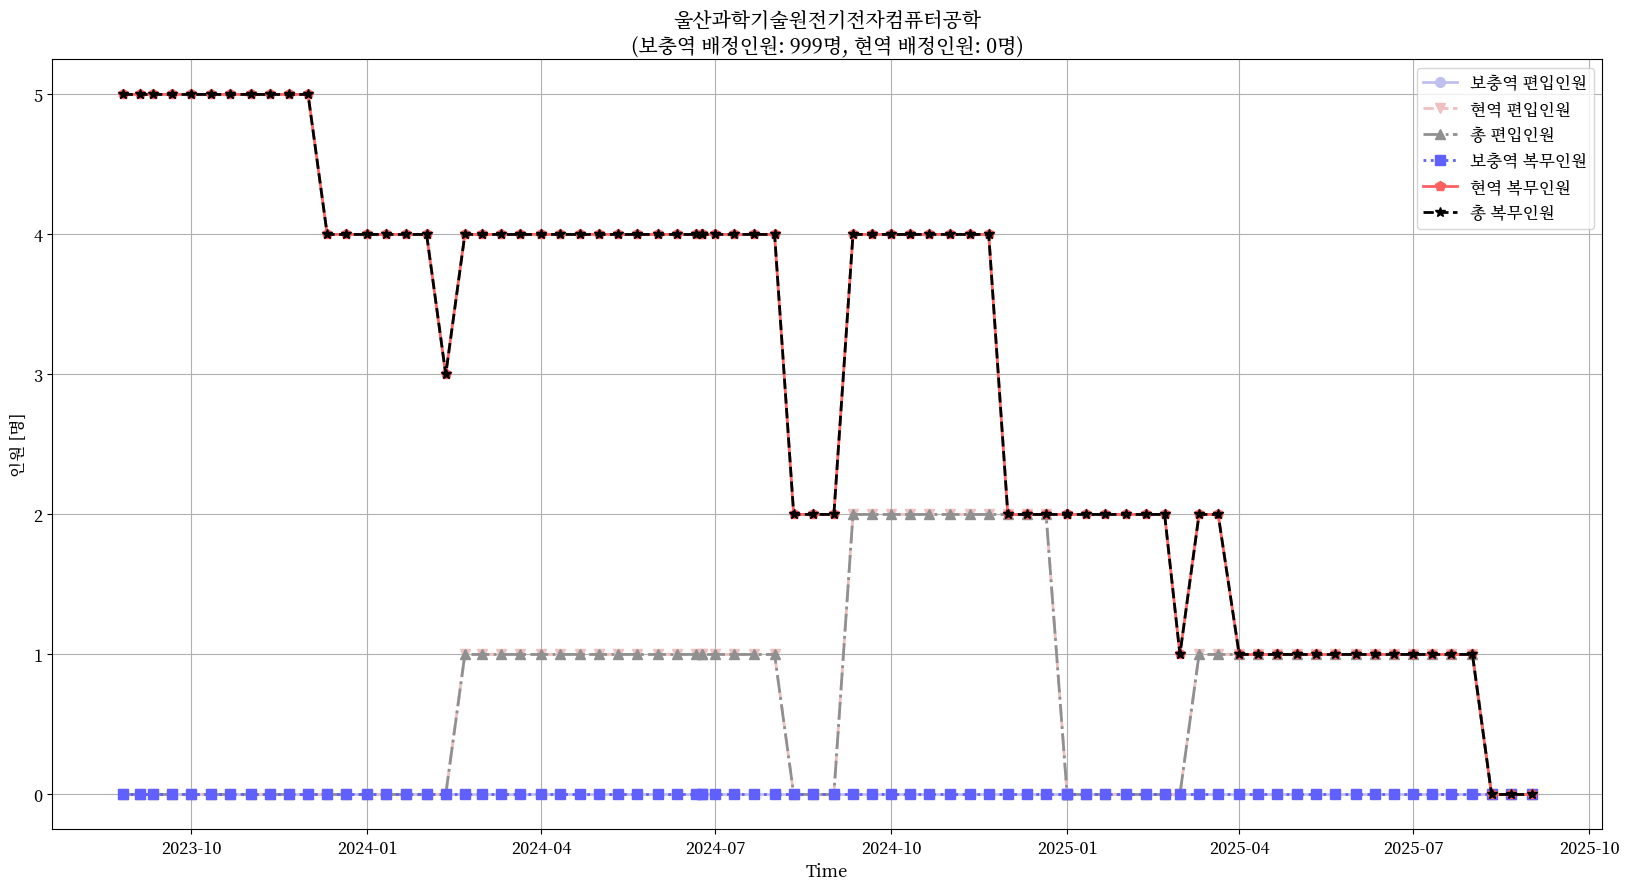 울산과학기술원전기전자컴퓨터공학
(보충역 배정인원: 999명, 현역 배정인원: 0명)
보충역 편입인원
현역 편입인원
총 편입인원
보충역 복무인원
현역 복무인원
총 복무인원
인원 [명]
5
4
3
2
1
0
2023-10
2024-01
2024-04
2024-07
2024-10
2025-01
2025-04
2025-07
2025-10
Time